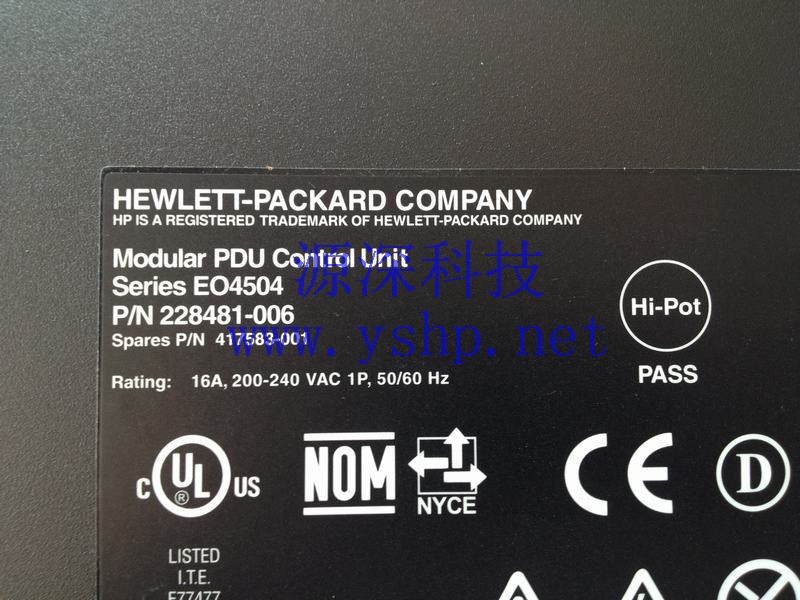 HEWLETT-PACKARD COMPANY
HP IS A REGISTERED TRADEMARK OF HEWLETT-PACKARD COMPANY
Modular PDU Control Unit
源深科技
Series EO4504
P/N 228481-006
Spares P/N 417583-001
www.yshp.net
Hi-Pot
PASS
Rating: 16A, 200-240 VAC 1P, 50/60 Hz
C UL ® US
NOM
NYCE
CE
D
LISTED
I.T.E.
E77477